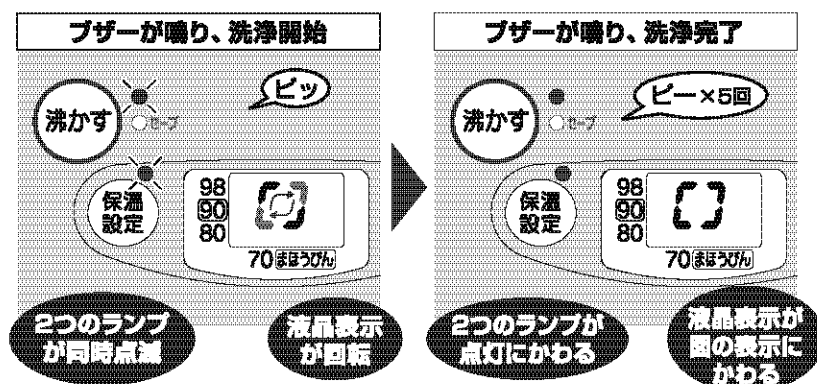 ブザーが鳴り、洗浄開始
沸かす
セーブ
ピッ
保温
設定
98
90
80
70 まほうびん
2つのランプ
が同時点滅
液晶表示
が回転
ブザーが鳴り、洗浄完了
沸かす
セーブ
ピー×5回
保温
設定
98
90
80
70 まほうびん
2つのランプが
点灯にかわる
液晶表示が
図の表示に
かわる